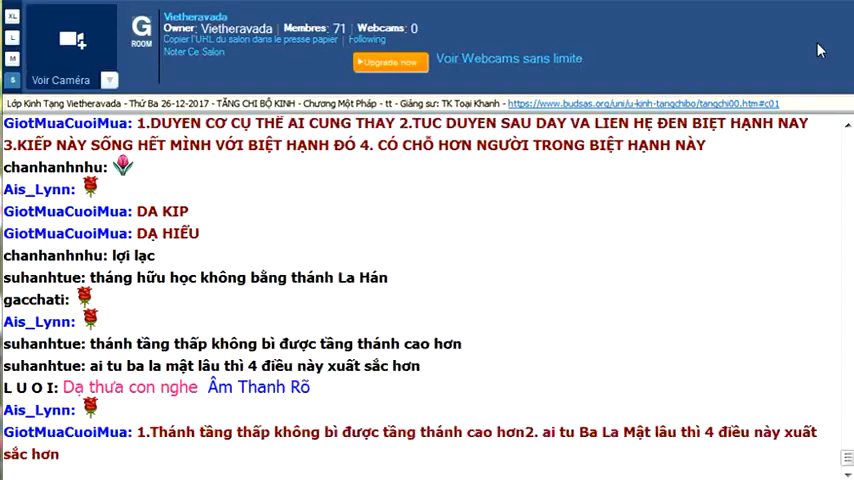 XL
L
M
S
Voir Caméra
G
ROOM
Vietheravada
Owner: Vietheravada Membres: 71 Webcams: 0
Copier l'URL du salon dans le presse papier Following
Noter Ce Salon
Upgrade now Voir Webcams sans limite
Lớp Kinh Tạng Vietheravada - Thứ Ba 26-12-2017 - TĂNG CHI BỘ KINH - Chương Một Pháp - tt - Giảng sư: TK Toại Khanh - https://www.budsas.org/uni/u-kinh-tangchibo/tangchi00.htm#c01
GiotMuaCuoiMua: 1.DUYEN CƠ CỤ THỂ AI CUNG THAY 2.TUC DUYEN SAU DAY VA LIEN HỆ ĐEN BIỆT HẠNH NAY
3.KIẾP NÀY SỐNG HẾT MÌNH VỚI BIỆT HẠNH ĐÓ 4. CÓ CHỖ HƠN NGƯỜI TRONG BIỆT HẠNH NÀY
chanhanhnhu:
Ais_Lynn:
GiotMuaCuoiMua: DA KIP
GiotMuaCuoiMua: DẠ HIỂU
chanhanhnhu: lợi lạc
suhanhtue: tháng hữu học không bằng thánh La Hán
gacchati:
Ais_Lynn:
suhanhtue: thánh tầng thấp không bì được tầng thánh cao hơn
suhanhtue: ai tu ba la mật lâu thì 4 điều này xuất sắc hơn
L U O I: Dạ thưa con nghe Âm Thanh Rõ
Ais_Lynn:
GiotMuaCuoiMua: 1.Thánh tầng thấp không bì được tầng thánh cao hơn2. ai tu Ba La Mật lâu thì 4 điều này xuất
sắc hơn